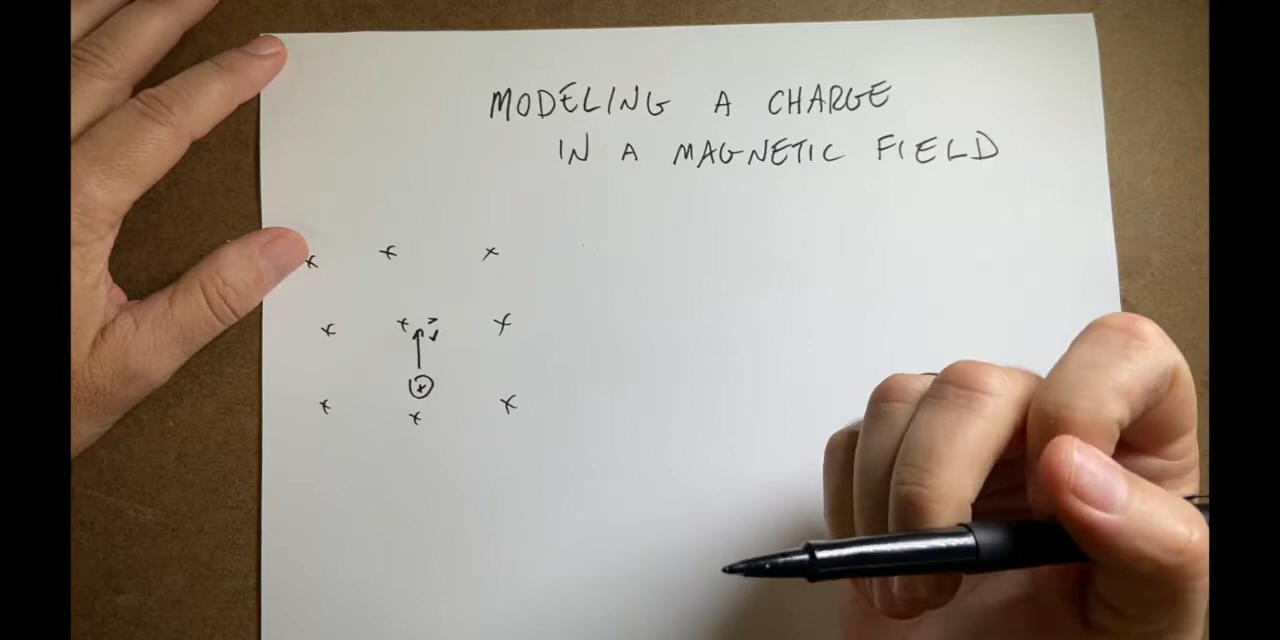 MODELING A CHARGE
IN A MAGNETIC FIELD
x x x
x x v x
+
x x x